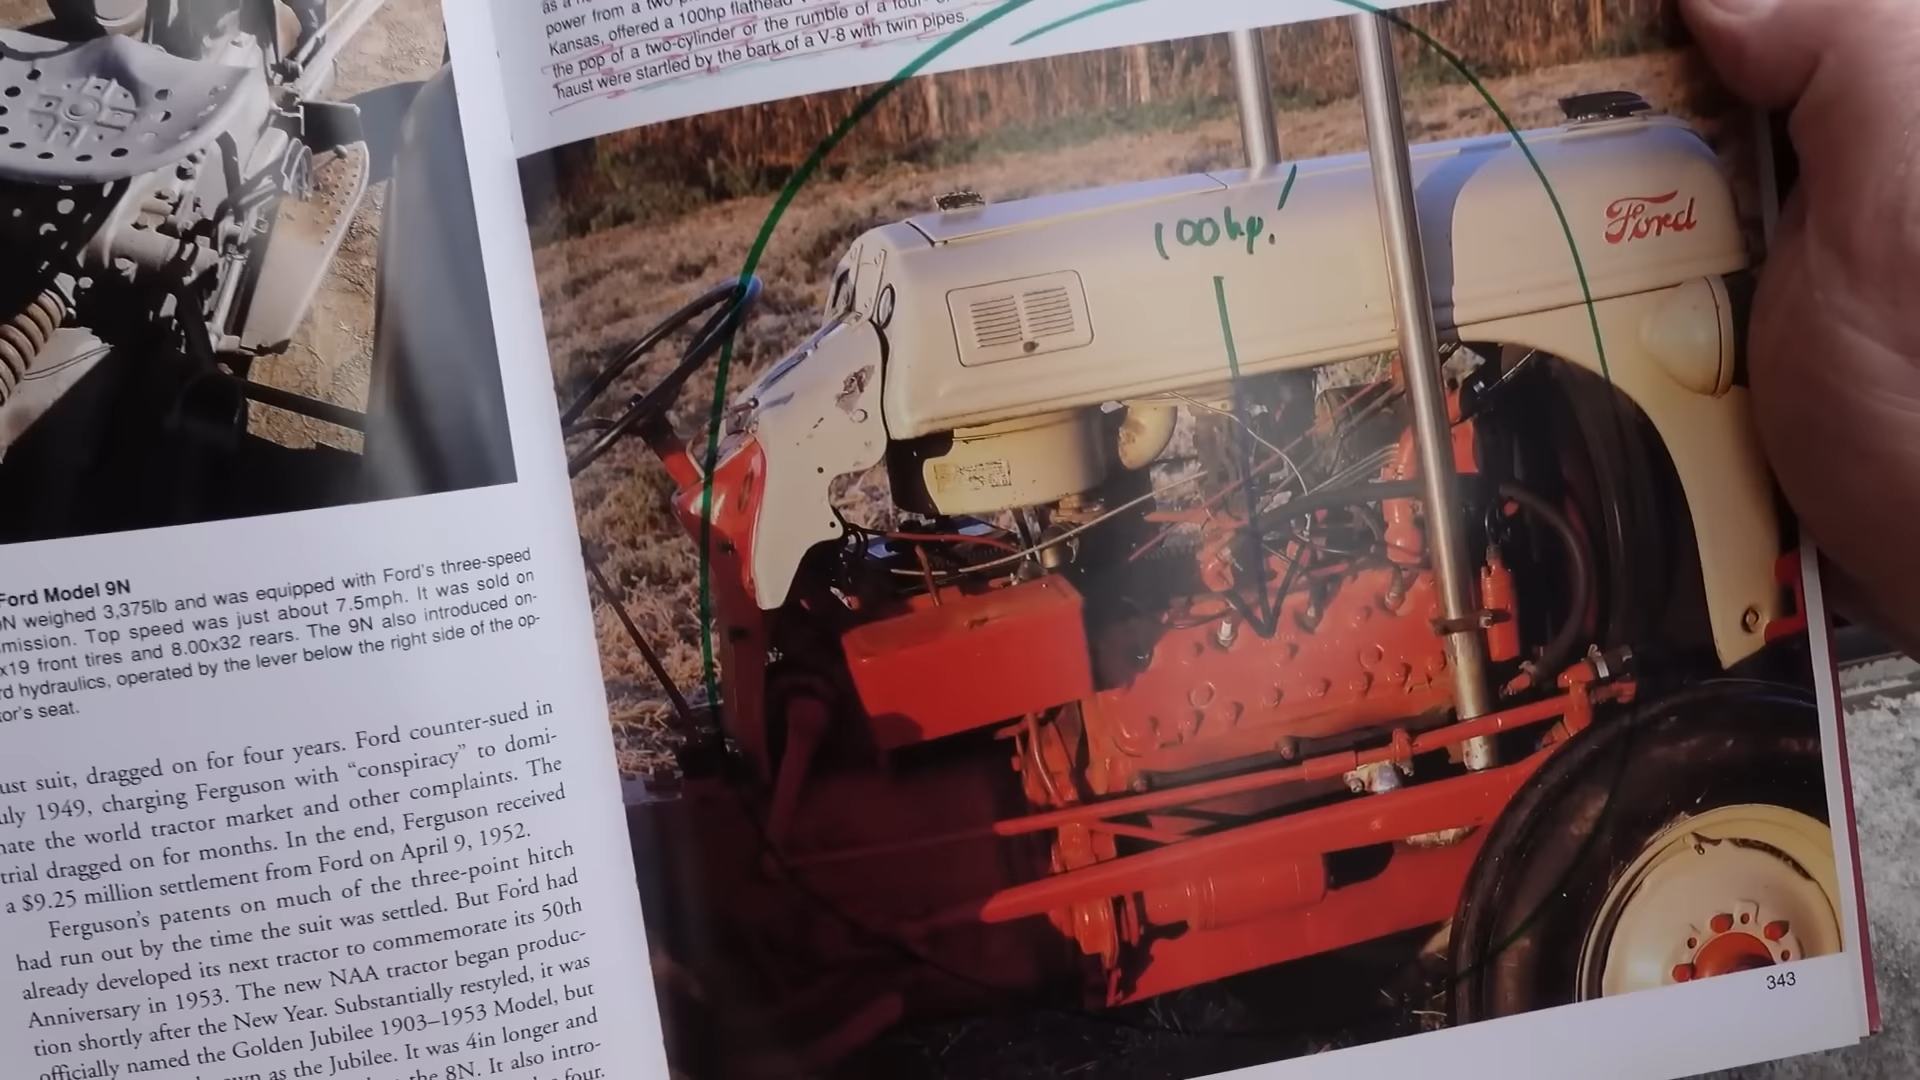 power from a two
Kansas, offered a 100hp flathead
the pop of a two-cylinder or the rumble of a four-
haust were startled by the bark of a V-8 with twin pipes.
100hp!
Ford
Ford Model 9N
weighed 3,375lb and was equipped with Ford's three-speed
mission. Top speed was just about 7.5mph. It was sold on
x19 front tires and 8.00x32 rears. The 9N also introduced on-
rd hydraulics, operated by the lever below the right side of the op-
tor's seat.
ust suit, dragged on for four years. Ford counter-sued in
uly 1949, charging Ferguson with “conspiracy” to domi-
nate the world tractor market and other complaints. The
trial dragged on for months. In the end, Ferguson received
a $9.25 million settlement from Ford on April 9, 1952.
Ferguson's patents on much of the three-point hitch
had run out by the time the suit was settled. But Ford had
already developed its next tractor to commemorate its 50th
Anniversary in 1953. The new NAA tractor began produc-
tion shortly after the New Year. Substantially restyled, it was
officially named the Golden Jubilee 1903–1953 Model, but
as the Jubilee. It was 4in longer and
the 8N. It also intro-
four.
343